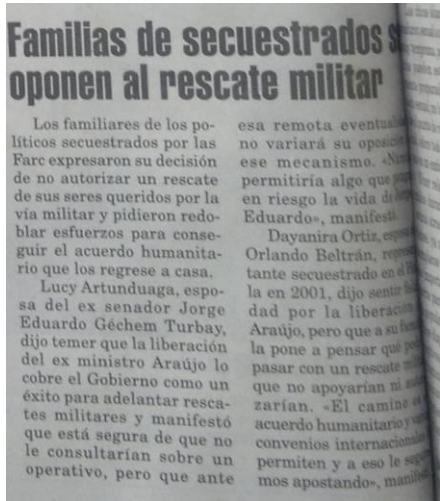 Familias de secuestrados
oponen al rescate militar
Los familiares de los po-
líticos secuestrados por las
Farc expresaron su decisión
de no autorizar un rescate
de sus seres queridos por la
vía militar y pidieron redo-
blar esfuerzos para conse-
guir el acuerdo humanita-
rio que los regrese a casa.
Lucy Artunduaga, espo-
sa del ex senador Jorge
Eduardo Géchem Turbay,
dijo temer que la liberación
del ex ministro Araújo lo
cobre el Gobierno como un
éxito para adelantar resca-
tes militares y manifestó
que está segura de que no
le consultarían sobre un
operativo, pero que ante
esa remota
no variará su
ese mecanismo.
permitiría algo que
en riesgo la vida de
Eduardo», manifestó.
Dayanira Ortiz,
Orlando Beltrán,
tante secuestrado en el
la en 2001, dijo sentir
dad por la liberación
Araújo, pero que a su
la pone a pensar qué
pasar con un rescate
que no apoyarían ni
zarían. «El camino
acuerdo humanitario y
convenios
permiten y a eso le
mos apostando»,